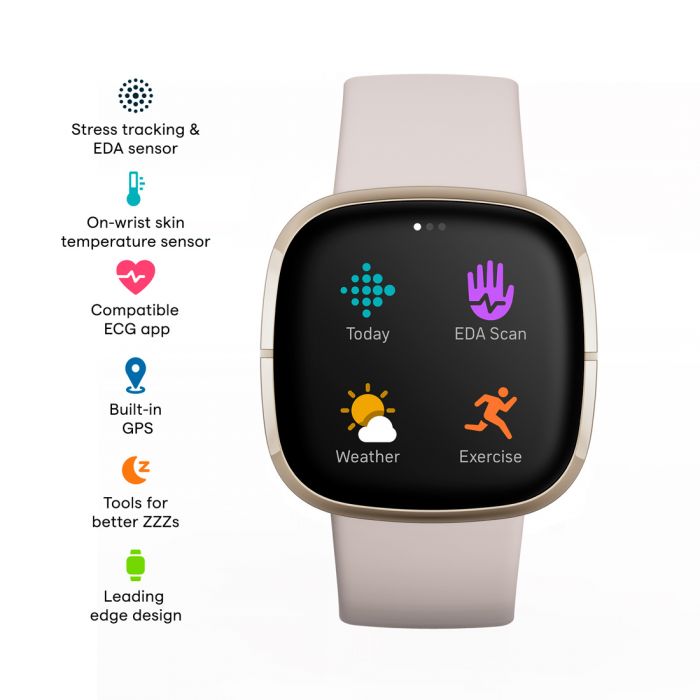 Stress tracking &
EDA sensor
On-wrist skin
temperature sensor
Compatible
ECG app
Built-in
GPS
Tools for
better ZZZs
Leading
edge design
Today
EDA Scan
Weather
Exercise